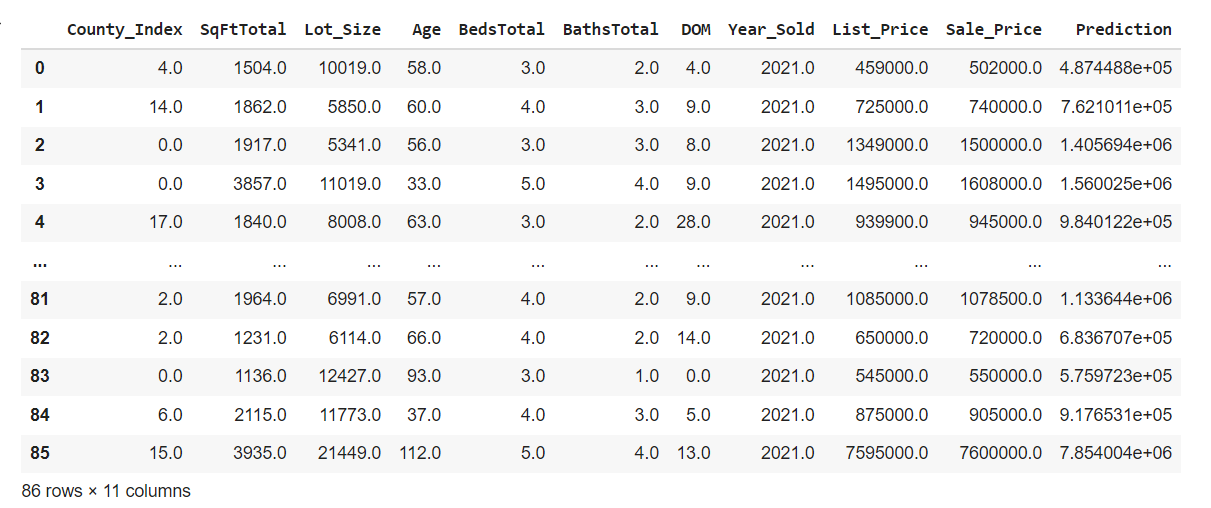 County_Index SqFtTotal Lot_Size Age BedsTotal BathsTotal DOM Year_Sold List_Price Sale_Price Prediction
0 4.0 1504.0 10019.0 58.0 3.0 2.0 4.0 2021.0 459000.0 502000.0 4.874488e+05
1 14.0 1862.0 5850.0 60.0 4.0 3.0 9.0 2021.0 725000.0 740000.0 7.621011e+05
2 0.0 1917.0 5341.0 56.0 3.0 3.0 8.0 2021.0 1349000.0 1500000.0 1.405694e+06
3 0.0 3857.0 11019.0 33.0 5.0 4.0 9.0 2021.0 1495000.0 1608000.0 1.560025e+06
4 17.0 1840.0 8008.0 63.0 3.0 2.0 28.0 2021.0 939900.0 945000.0 9.840122e+05
... ... ... ... ... ... ... ... ... ... ... ...
81 2.0 1964.0 6991.0 57.0 4.0 2.0 9.0 2021.0 1085000.0 1078500.0 1.133644e+06
82 2.0 1231.0 6114.0 66.0 4.0 2.0 14.0 2021.0 650000.0 720000.0 6.836707e+05
83 0.0 1136.0 12427.0 93.0 3.0 1.0 0.0 2021.0 545000.0 550000.0 5.759723e+05
84 6.0 2115.0 11773.0 37.0 4.0 3.0 5.0 2021.0 875000.0 905000.0 9.176531e+05
85 15.0 3935.0 21449.0 112.0 5.0 4.0 13.0 2021.0 7595000.0 7600000.0 7.854004e+06
86 rows × 11 columns